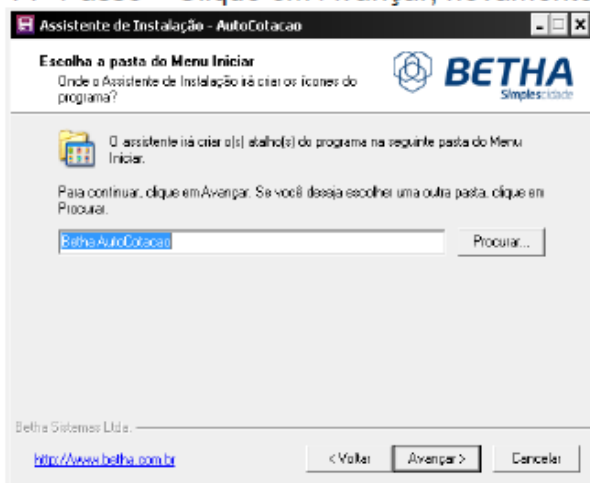 Assistente de Instalação - AutoCotacao
Escolha a pasta do Menu Iniciar
Onde o Assistente de Instalação irá criar os ícones do
programa?
BETHA
Simplescidade
O assistente irá criar o(s) atalho(s) do programa na seguinte pasta do Menu
Iniciar.
Para continuar, clique em Avançar. Se você deseja escolher uma outra pasta, clique em
Procurar.
Betha AutoCotacao
Procurar...
Betha Sistemas Ltda.
http://www.betha.com.br
< Voltar
Avançar >
Cancelar